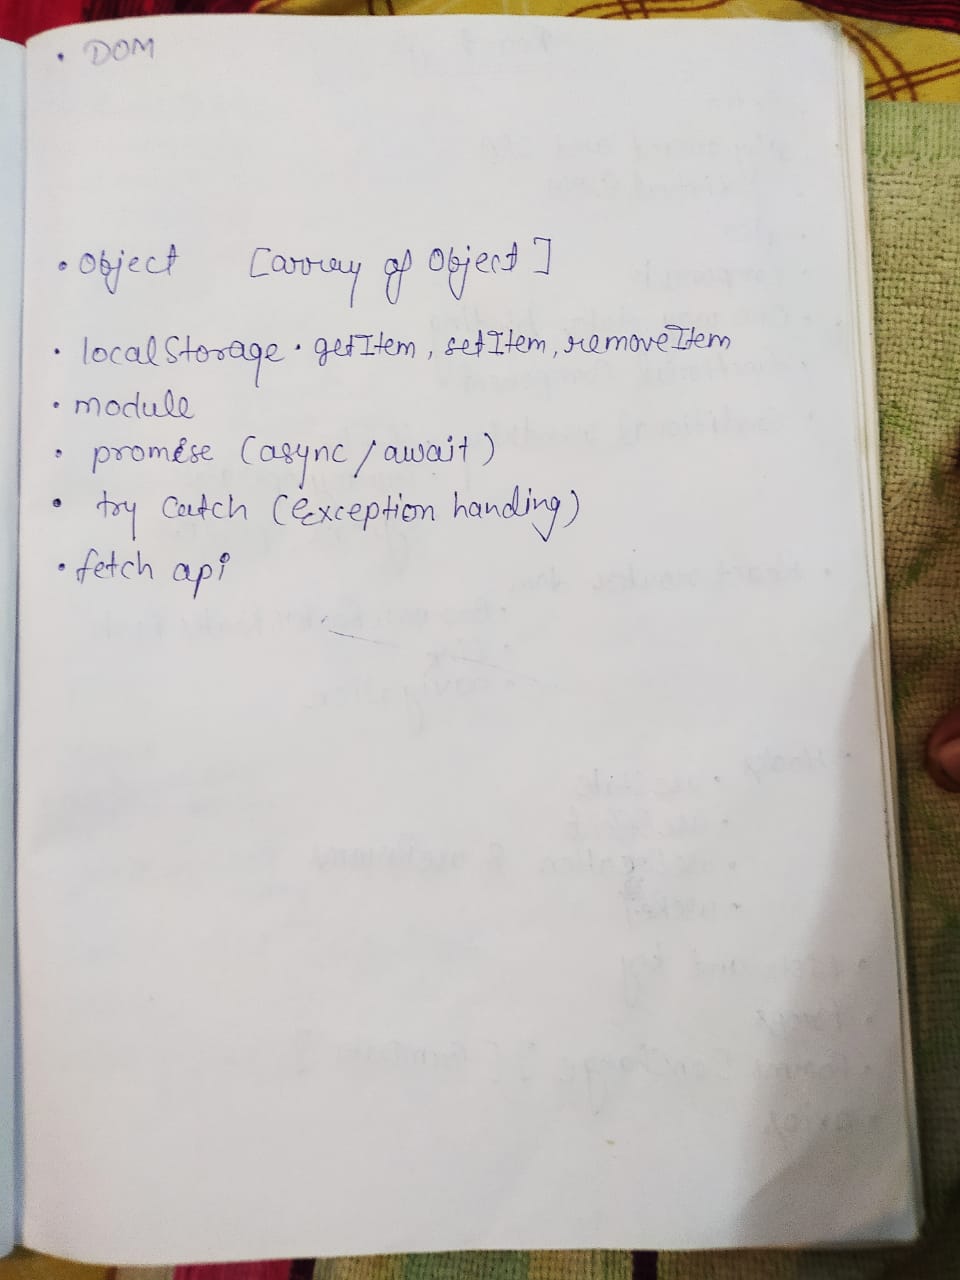 • DOM
• Object [array of Object]
• localStorage • getItem, setItem, removeItem
• module
• promise (async / await)
• try catch (Exception handing)
• fetch api